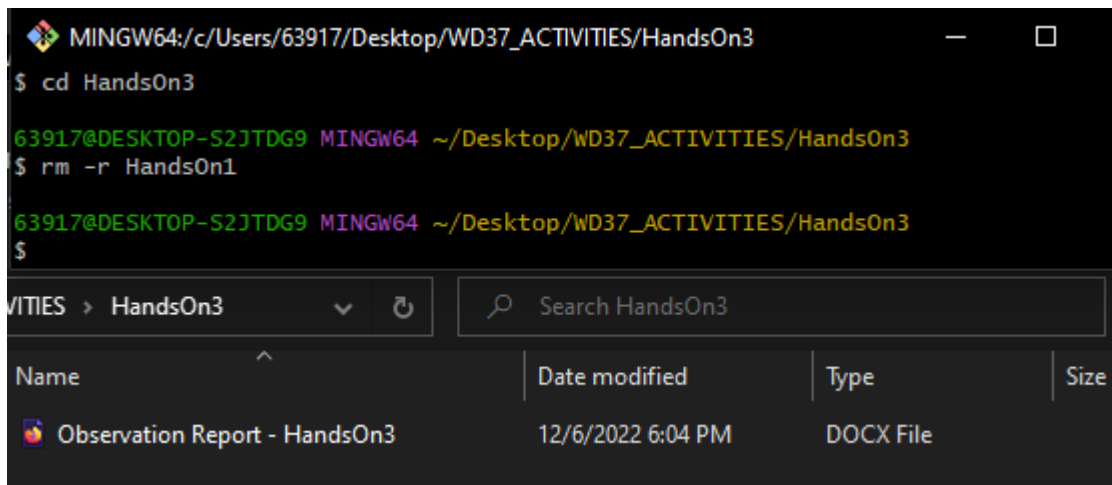 MINGW64:/c/Users/63917/Desktop/WD37_ACTIVITIES/HandsOn3
$ cd HandsOn3
63917@DESKTOP-S2JTDG9 MINGW64 ~/Desktop/WD37_ACTIVITIES/HandsOn3
$ rm -r HandsOn1
63917@DESKTOP-S2JTDG9 MINGW64 ~/Desktop/WD37_ACTIVITIES/HandsOn3
$
VITIES > HandsOn3 Search HandsOn3
Name Date modified Type Size
Observation Report - HandsOn3 12/6/2022 6:04 PM DOCX File